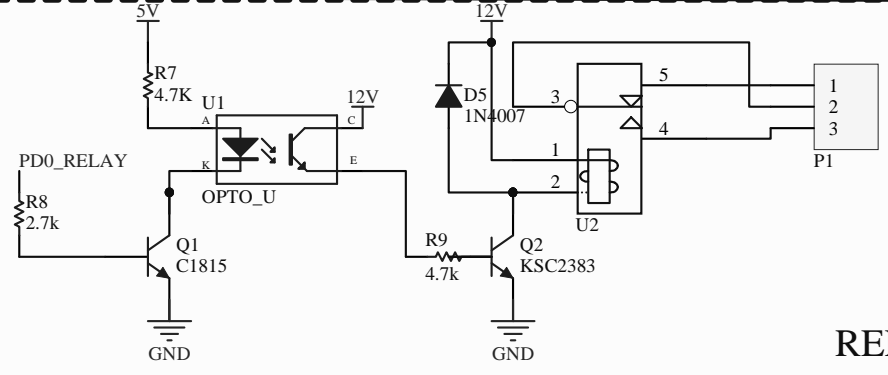 5V
12V
R7
4.7K
U1
12V
A
C
K
E
OPTO_U
PD0_RELAY
R8
2.7k
Q1
C1815
GND
D5
1N4007
R9
4.7k
Q2
KSC2383
GND
3
5
4
1
2
U2
1
2
3
P1